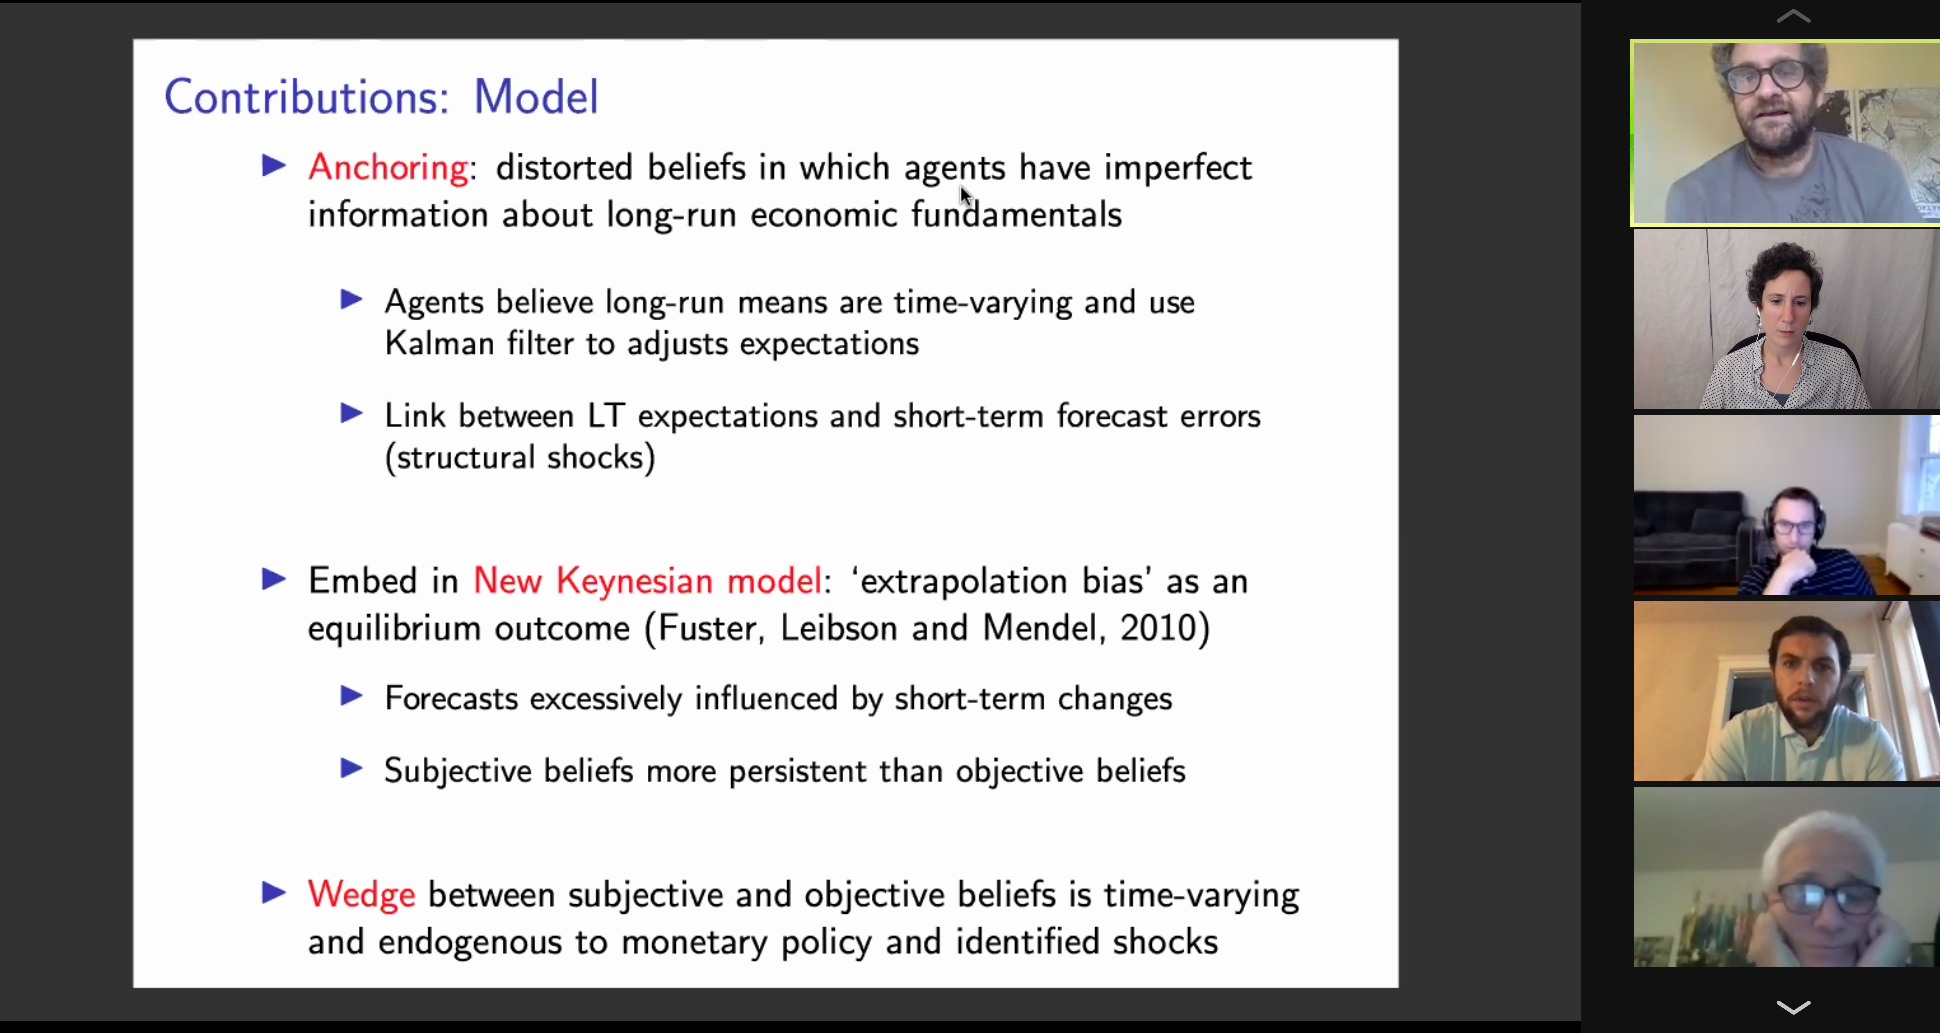 Contributions: Model
Anchoring: distorted beliefs in which agents have imperfect
information about long-run economic fundamentals
Agents believe long-run means are time-varying and use
Kalman filter to adjusts expectations
Link between LT expectations and short-term forecast errors
(structural shocks)
Embed in New Keynesian model: ‘extrapolation bias’ as an
equilibrium outcome (Fuster, Leibson and Mendel, 2010)
Forecasts excessively influenced by short-term changes
Subjective beliefs more persistent than objective beliefs
Wedge between subjective and objective beliefs is time-varying
and endogenous to monetary policy and identified shocks